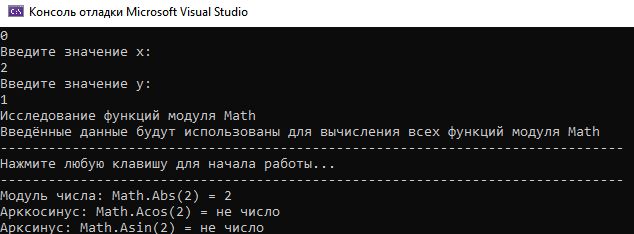 Консоль отладки Microsoft Visual Studio
0
Введите значение x:
2
Введите значение y:
1
Исследование функций модуля Math
Введённые данные будут использованы для вычисления всех функций модуля Math
------------------------------------------------------------------------------
Нажмите любую клавишу для начала работы...
------------------------------------------------------------------------------
Модуль числа: Math.Abs(2) = 2
Арккосинус: Math.Acos(2) = не число
Арксинус: Math.Asin(2) = не число